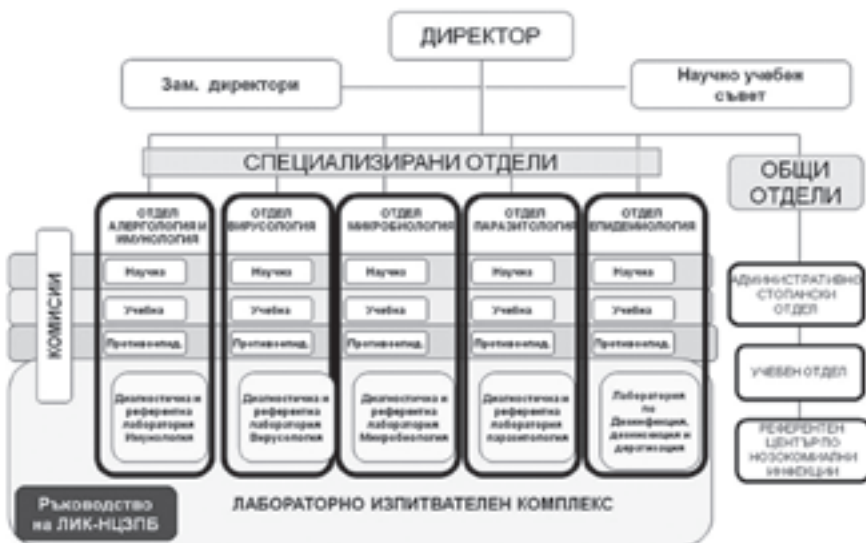 ДИРЕКТОР
Зам. директори
Научно учебен
съвет
СПЕЦИАЛИЗИРАНИ ОТДЕЛИ
ОБЩИ
ОТДЕЛИ
ОТДЕЛ
АЛЕРГОЛОГИЯ И
ИМУНОЛОГИЯ
ОТДЕЛ
ВИРУСОЛОГИЯ
ОТДЕЛ
МИКРОБИОЛОГИЯ
ОТДЕЛ
ПАРАЗИТОЛОГИЯ
ОТДЕЛ
ЕПИДЕМИОЛОГИЯ
КОМИСИИ
Научна
Научна
Научна
Научна
Научна
Учебна
Учебна
Учебна
Учебна
Учебна
Противоепид.
Противоепид.
Противоепид.
Противоепид.
Противоепид.
АДМИНИСТРАТИВНО
СТОПАНСКИ
ОТДЕЛ
УЧЕБЕН ОТДЕЛ
РЕФЕРЕНТЕН
ЦЕНТЪР ПО
НОЗОКОМИАЛНИ
ИНФЕКЦИИ
Диагностична и
референтна
лаборатория
Имунология
Диагностична и
референтна
лаборатория
Вирусология
Диагностична и
референтна
лаборатория
Микробиология
Диагностична и
референтна
лаборатория
паразитология
Лаборатория
по
Дезинфекция,
дезинсекция и
дератизация
Ръководство
на ЛИК-НЦЗПБ
ЛАБОРАТОРНО ИЗПИТВАТЕЛЕН КОМПЛЕКС